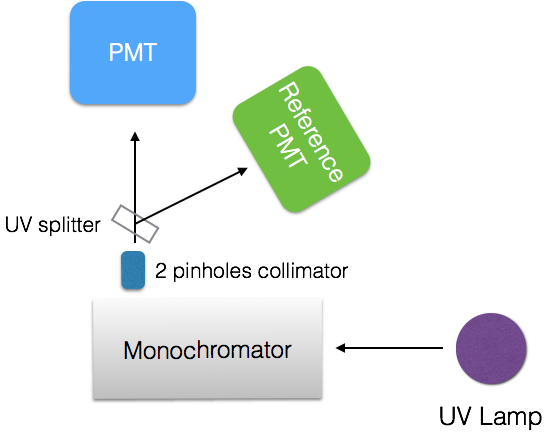 PMT
Reference
PMT
UV splitter
2 pinholes collimator
Monochromator
UV Lamp